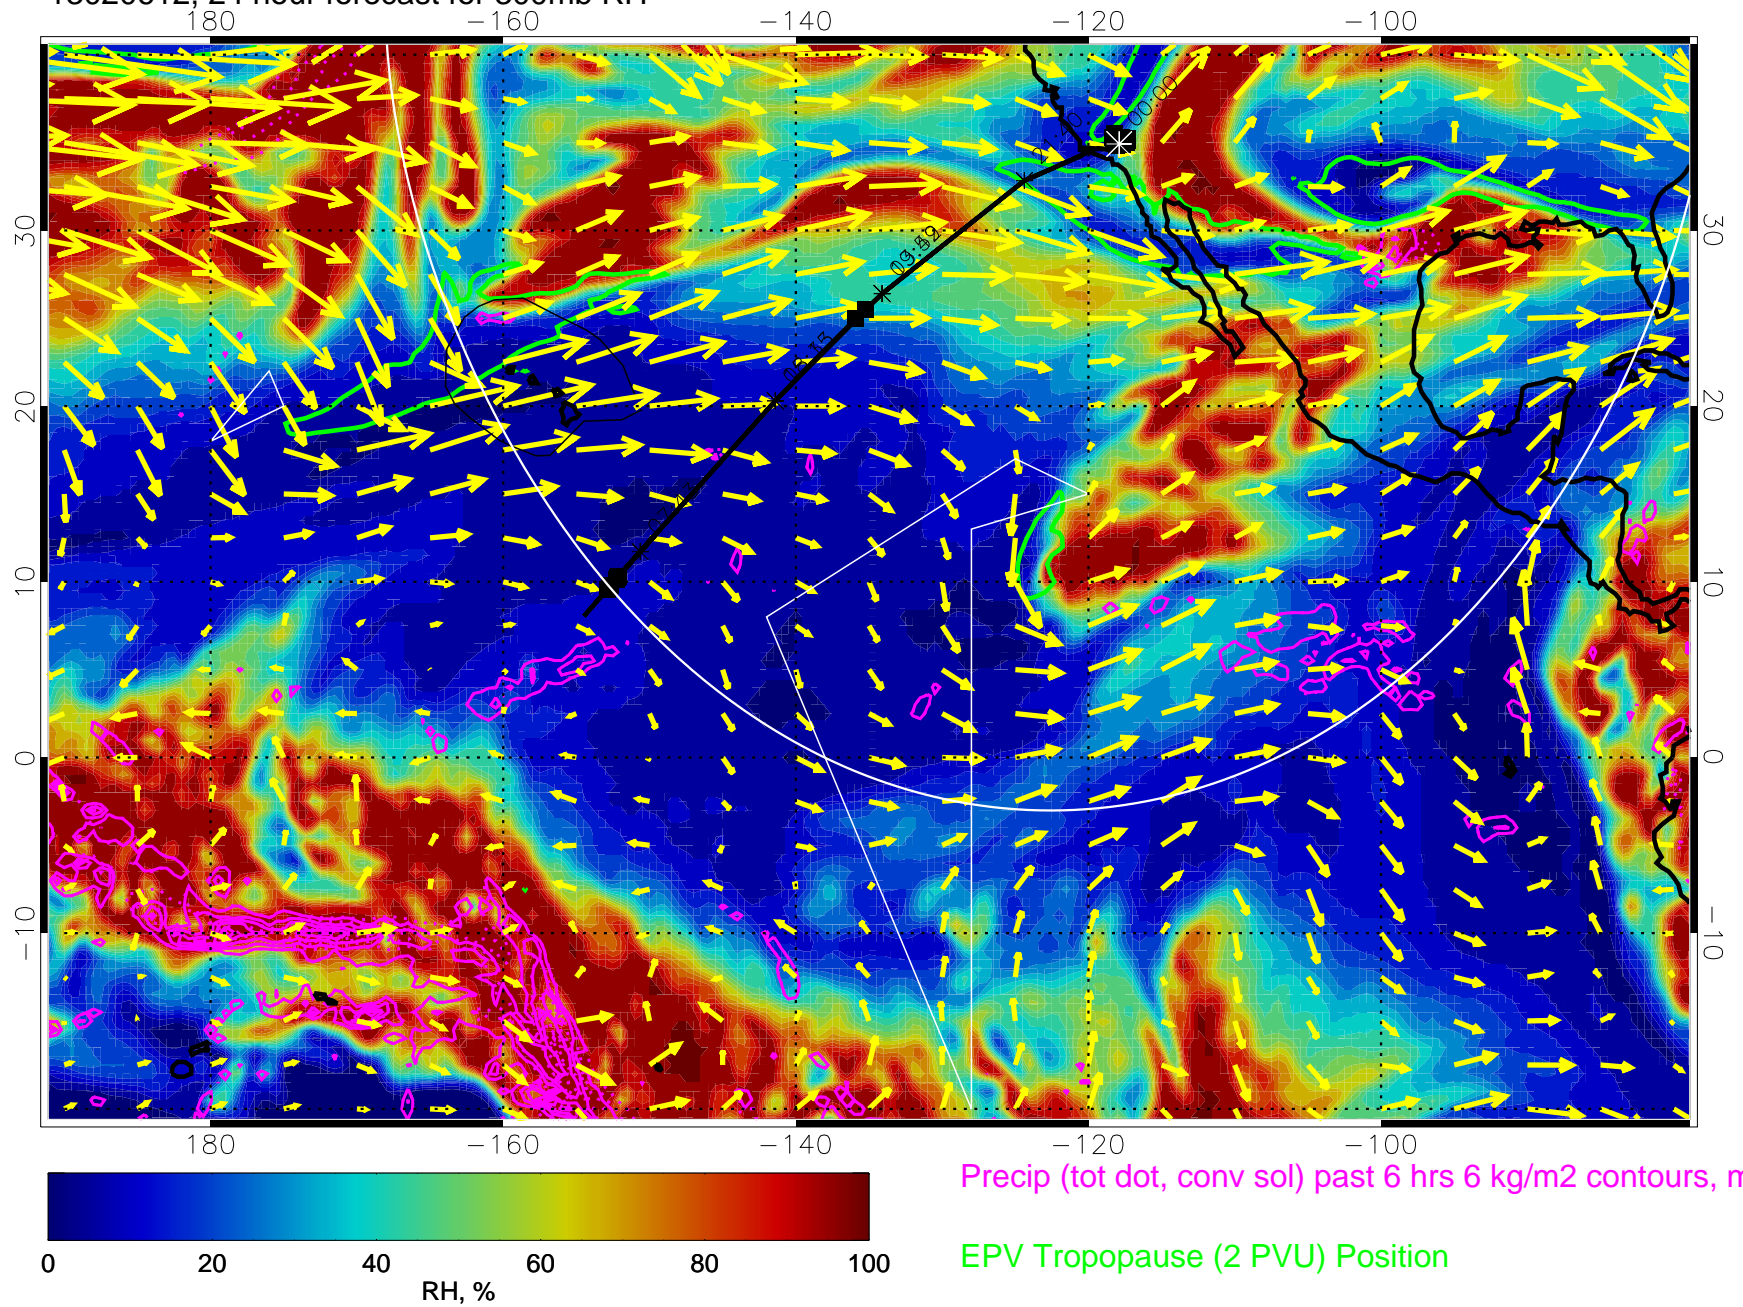 180 -160 -140 -120 -100
00:00
30 30
20 20
10 10
0 0
-10 -10
180 -160 -140 -120 -100
0 20 40 60 80 100
RH, %
Precip (tot dot, conv sol) past 6 hrs 6 kg/m2 contours, m
EPV Tropopause (2 PVU) Position